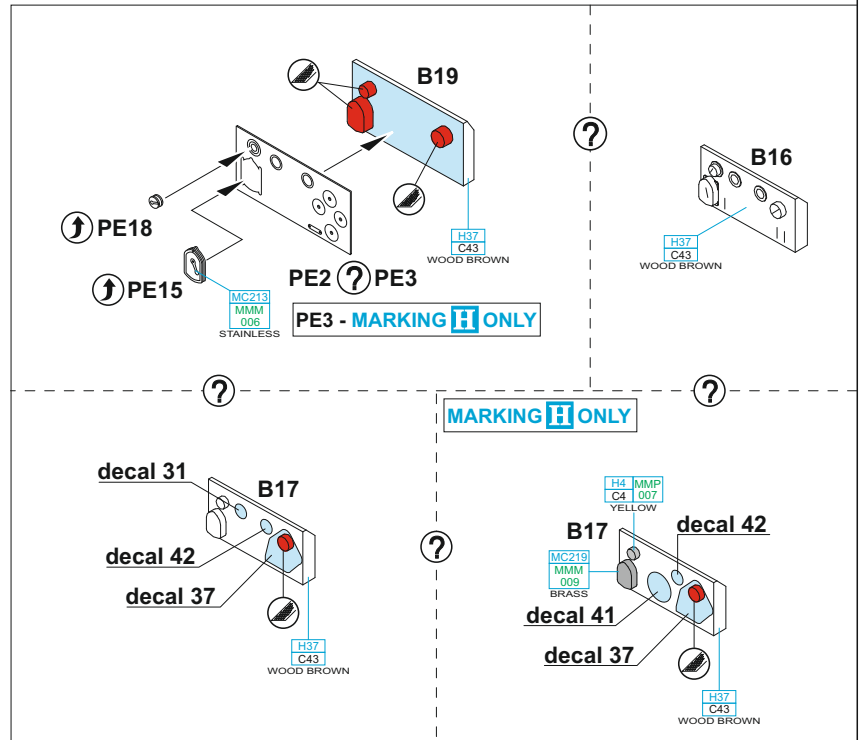 B19
H37
C43
WOOD BROWN
PE18
PE15
MC213
MMM
006
STAINLESS
PE2 ? PE3
PE3 - MARKING H ONLY
?
B16
H37
C43
WOOD BROWN
?
?
decal 31
B17
decal 42
decal 37
H37
C43
WOOD BROWN
?
MARKING H ONLY
H4 MMP
C4 007
YELLOW
B17
decal 42
MC219
MMM
009
BRASS
decal 41
decal 37
H37
C43
WOOD BROWN